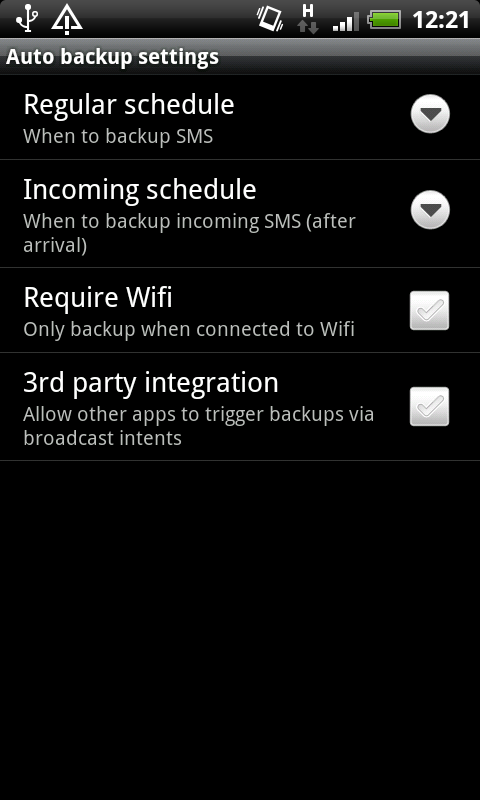 H
12:21
Auto backup settings
Regular schedule
When to backup SMS
Incoming schedule
When to backup incoming SMS (after
arrival)
Require Wifi
Only backup when connected to Wifi
3rd party integration
Allow other apps to trigger backups via
broadcast intents